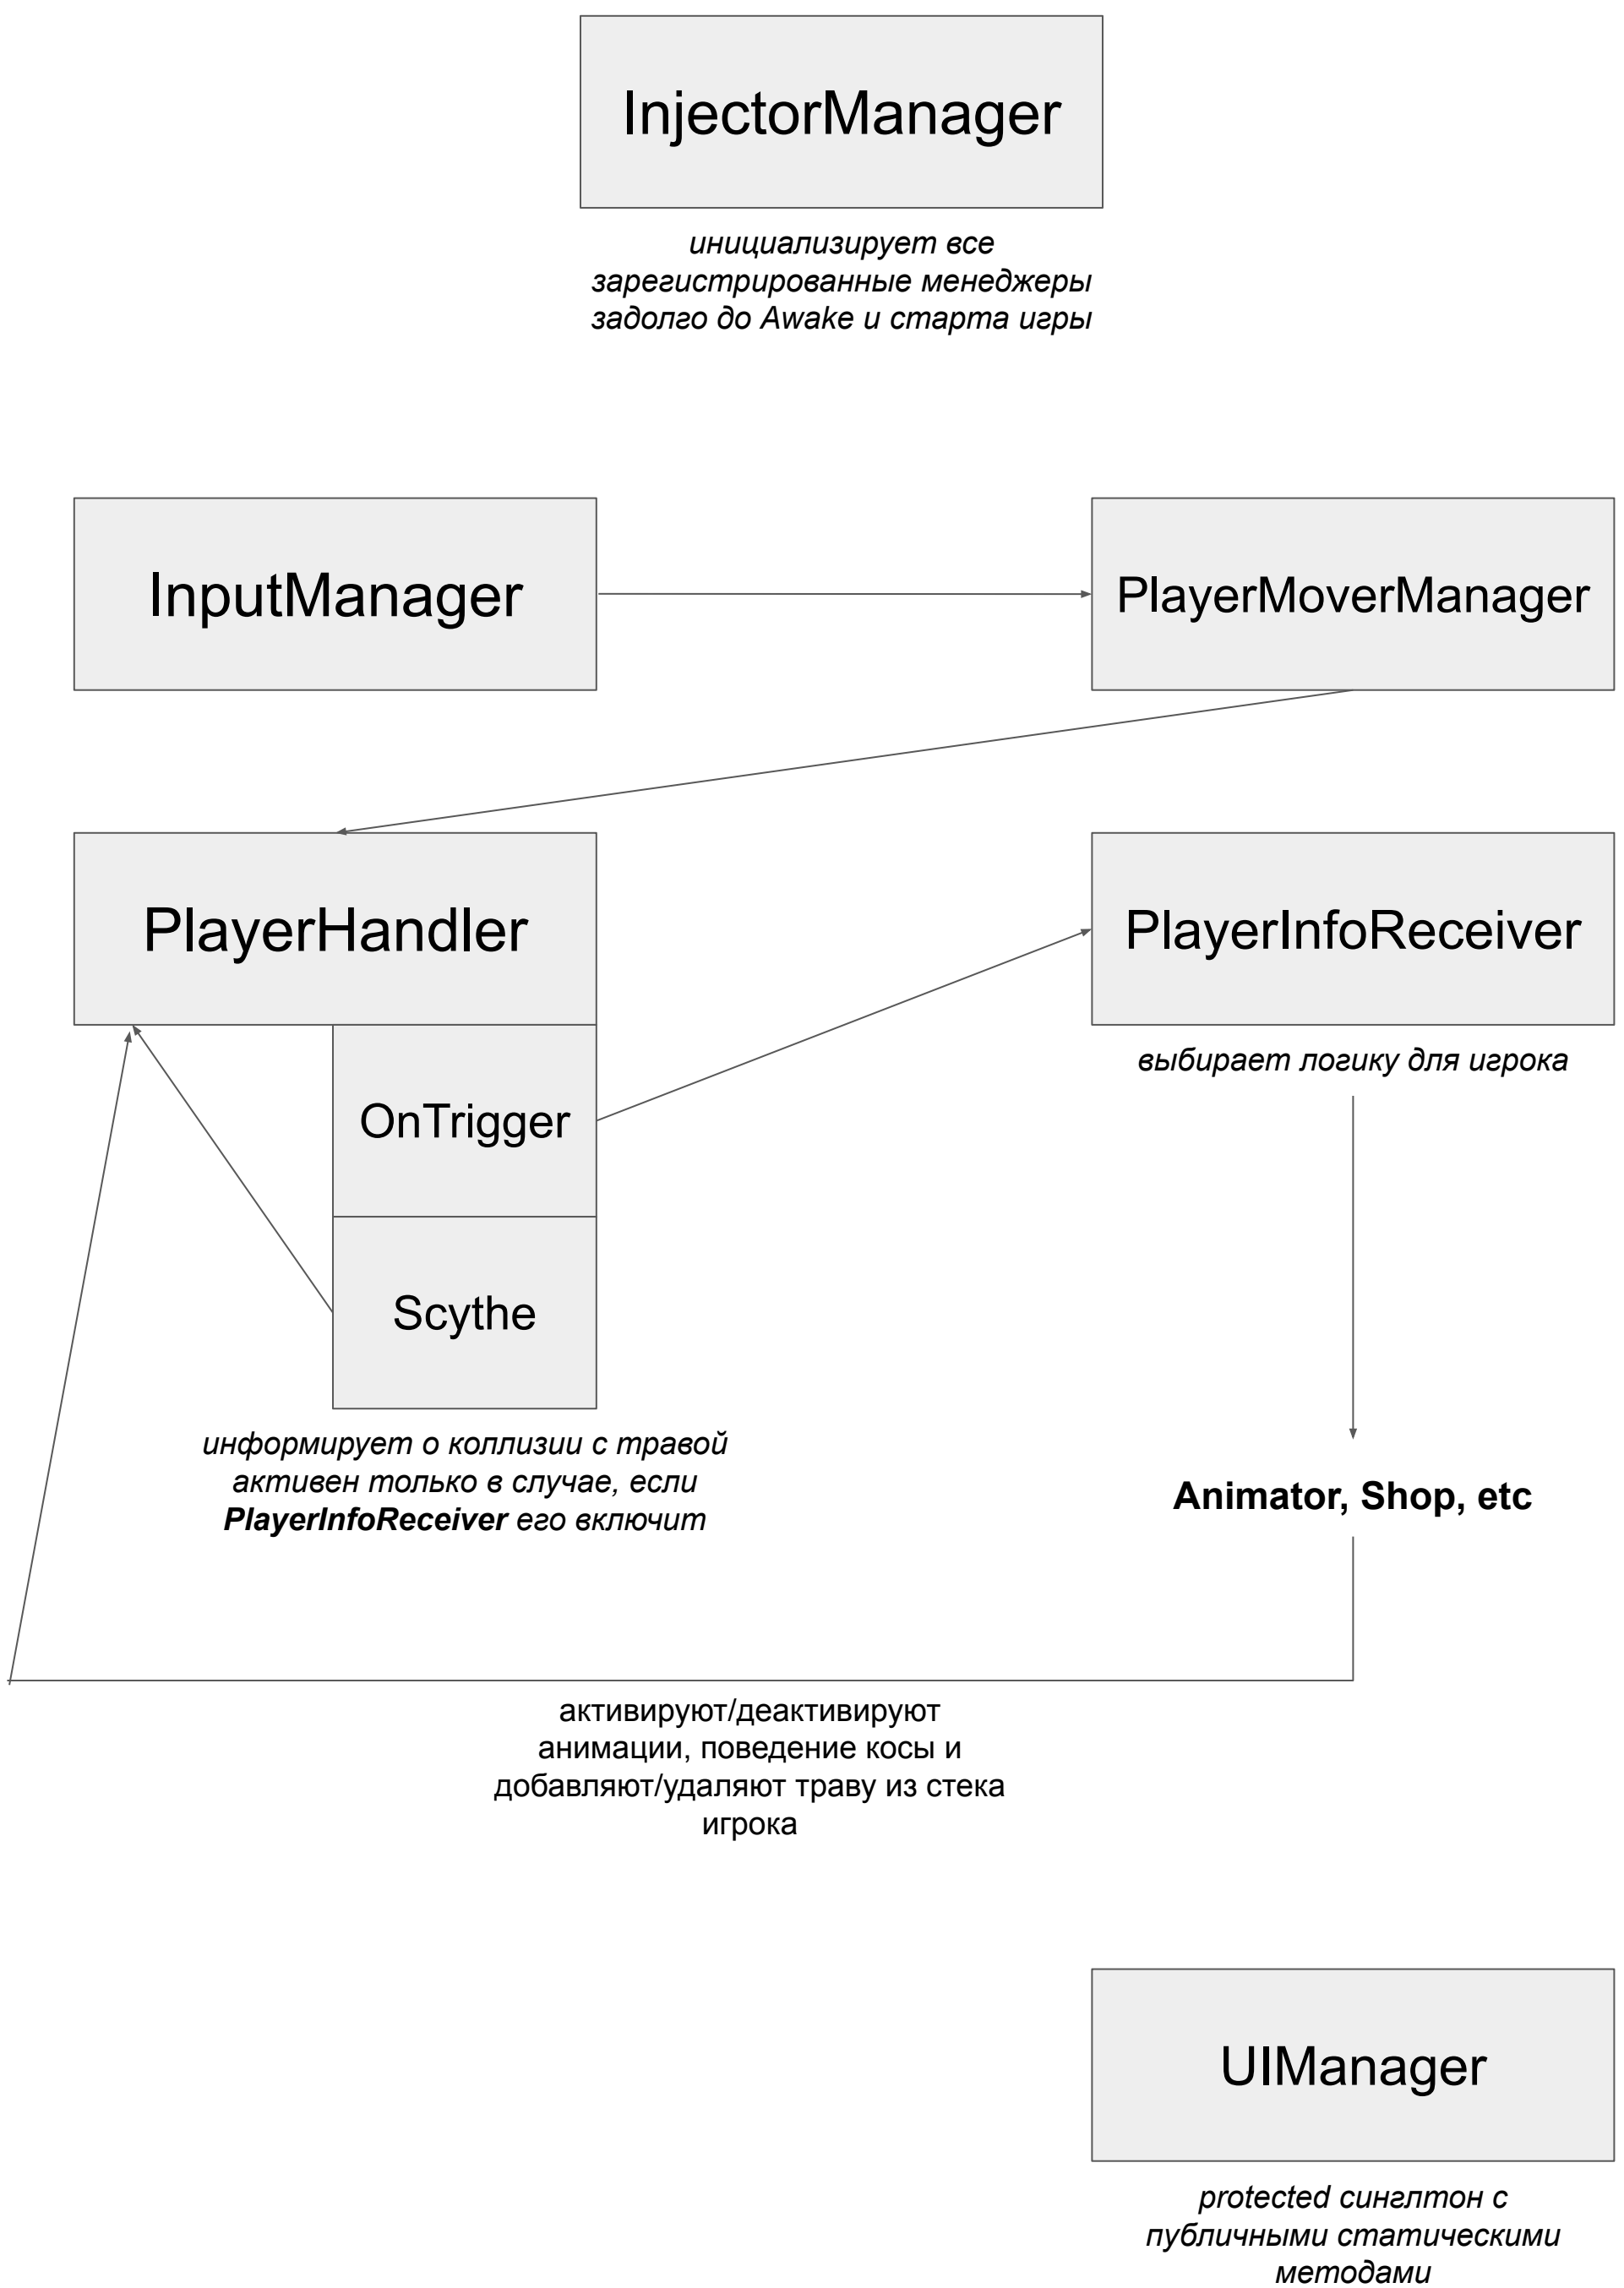 InjectorManager
инициализирует все
зарегистрированные менеджеры
задолго до Awake и старта игры
InputManager
PlayerMoverManager
PlayerHandler
PlayerInfoReceiver
выбирает логику для игрока
OnTrigger
Scythe
информирует о коллизии с травой
активен только в случае, если
PlayerInfoReceiver его включит
Animator, Shop, etc
активируют/деактивируют
анимации, поведение косы и
добавляют/удаляют траву из стека
игрока
UIManager
protected синглтон с
публичными статическими
методами